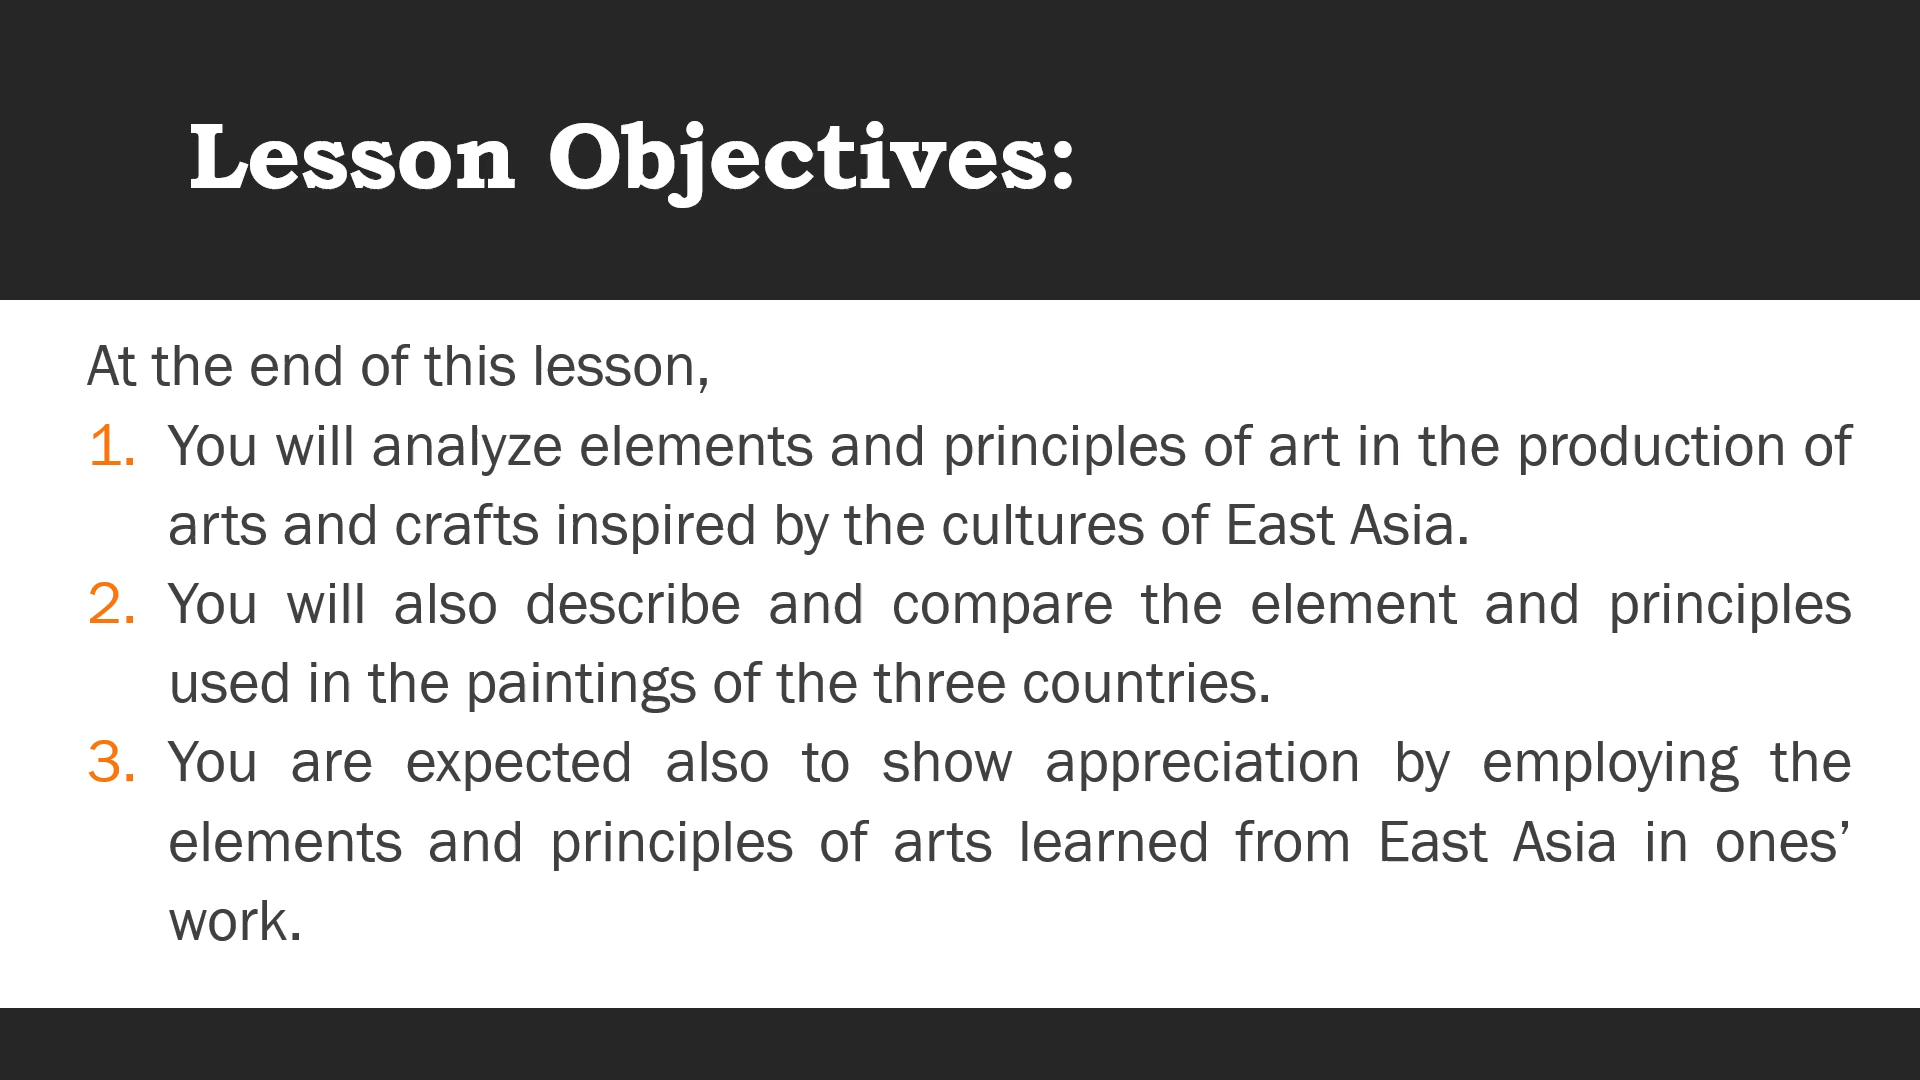 Lesson Objectives:
At the end of this lesson,
1. You will analyze elements and principles of art in the production of
arts and crafts inspired by the cultures of East Asia.
2. You will also describe and compare the element and principles
used in the paintings of the three countries.
3. You are expected also to show appreciation by employing the
elements and principles of arts learned from East Asia in ones’
work.